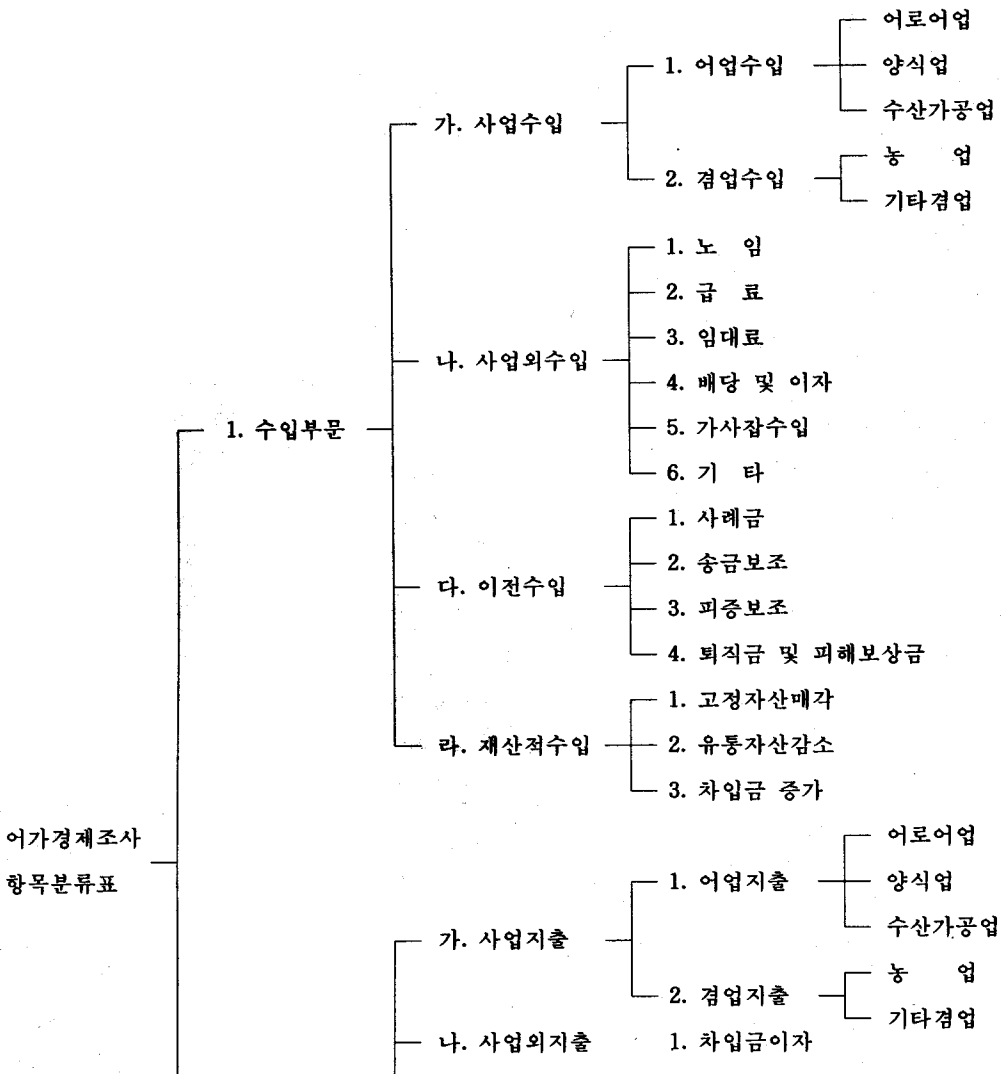 어로어업
1. 어업수입
양식업
수산가공업
가. 사업수입
농 업
2. 겸업수입
기타겸업
1. 노 임
2. 급 료
3. 임대료
나. 사업외수입
4. 배당 및 이자
5. 가사잡수입
1. 수입부문
6. 기 타
1. 사례금
2. 송금보조
다. 이전수입
3. 피증보조
4. 퇴직금 및 피해보상금
1. 고정자산매각
라. 재산적수입
2. 유통자산감소
3. 차입금 증가
어가경제조사
항목분류표
어로어업
1. 어업지출
양식업
수산가공업
가. 사업지출
농 업
2. 겸업지출
기타겸업
나. 사업외지출 1. 차입금이자